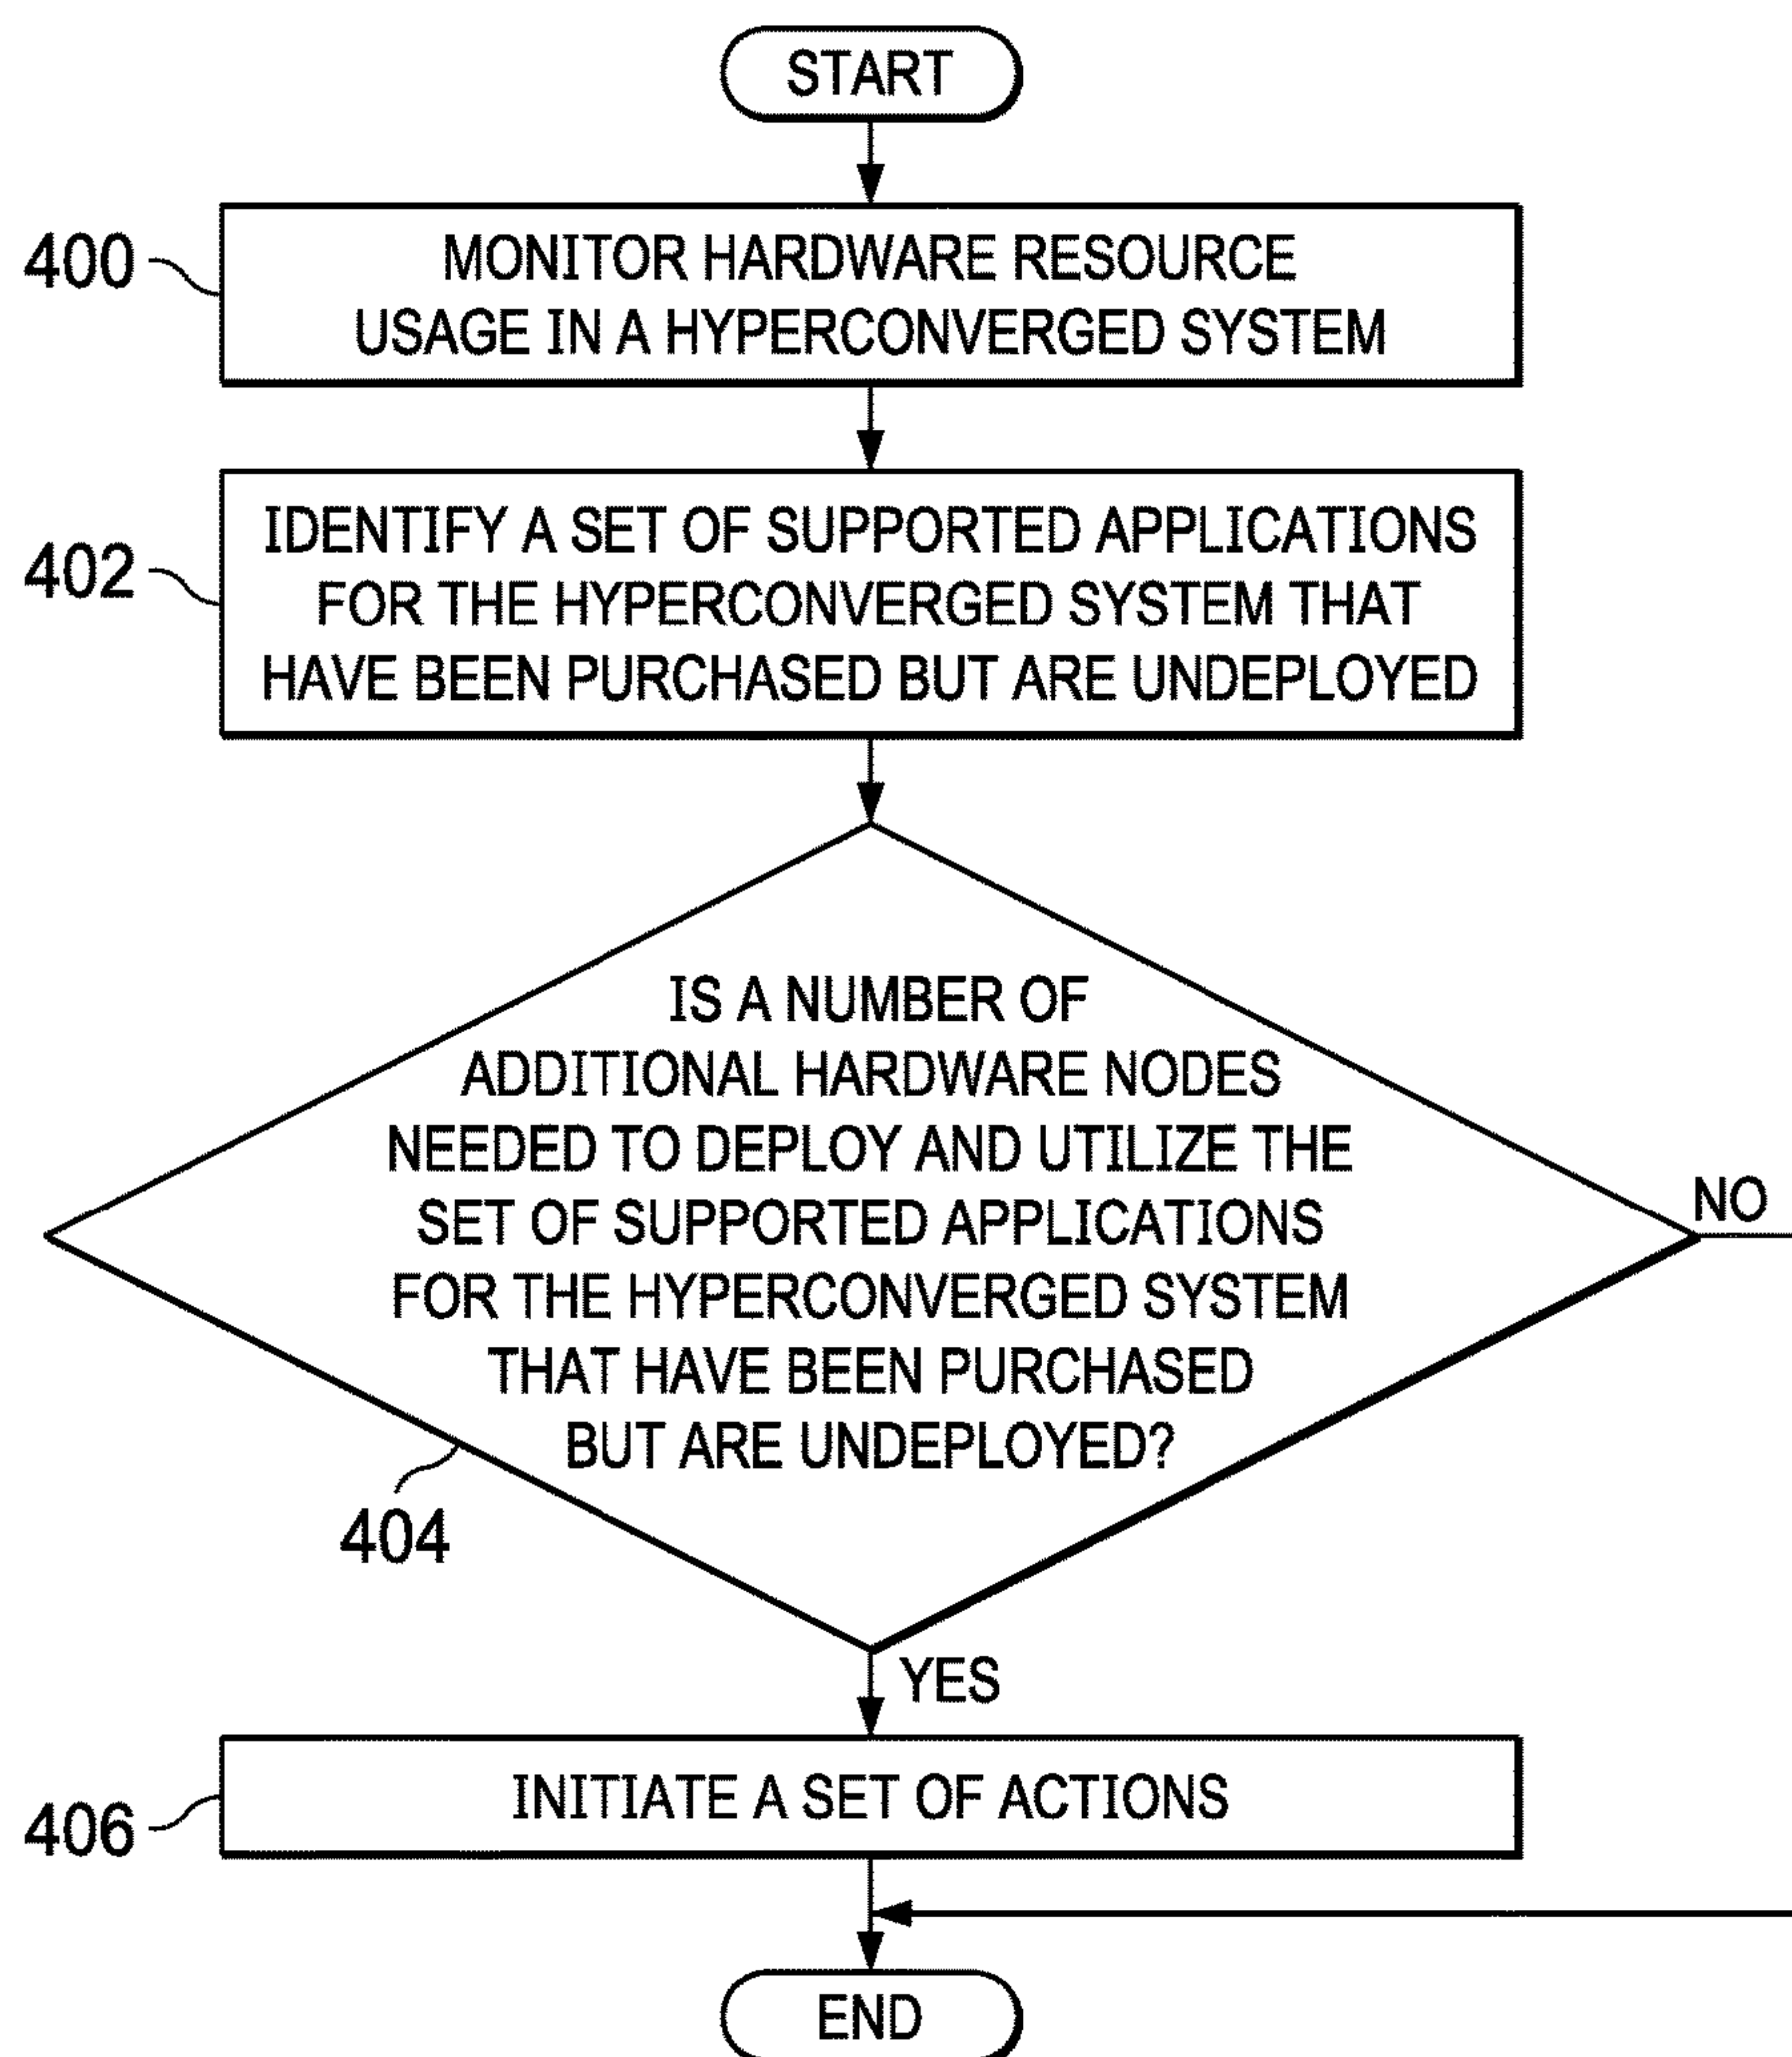 START
400
MONITOR HARDWARE RESOURCE
USAGE IN A HYPERCONVERGED SYSTEM
402
IDENTIFY A SET OF SUPPORTED APPLICATIONS
FOR THE HYPERCONVERGED SYSTEM THAT
HAVE BEEN PURCHASED BUT ARE UNDEPLOYED
IS A NUMBER OF
ADDITIONAL HARDWARE NODES
NEEDED TO DEPLOY AND UTILIZE THE
SET OF SUPPORTED APPLICATIONS
FOR THE HYPERCONVERGED SYSTEM
THAT HAVE BEEN PURCHASED
BUT ARE UNDEPLOYED?
NO
404
YES
406
INITIATE A SET OF ACTIONS
END